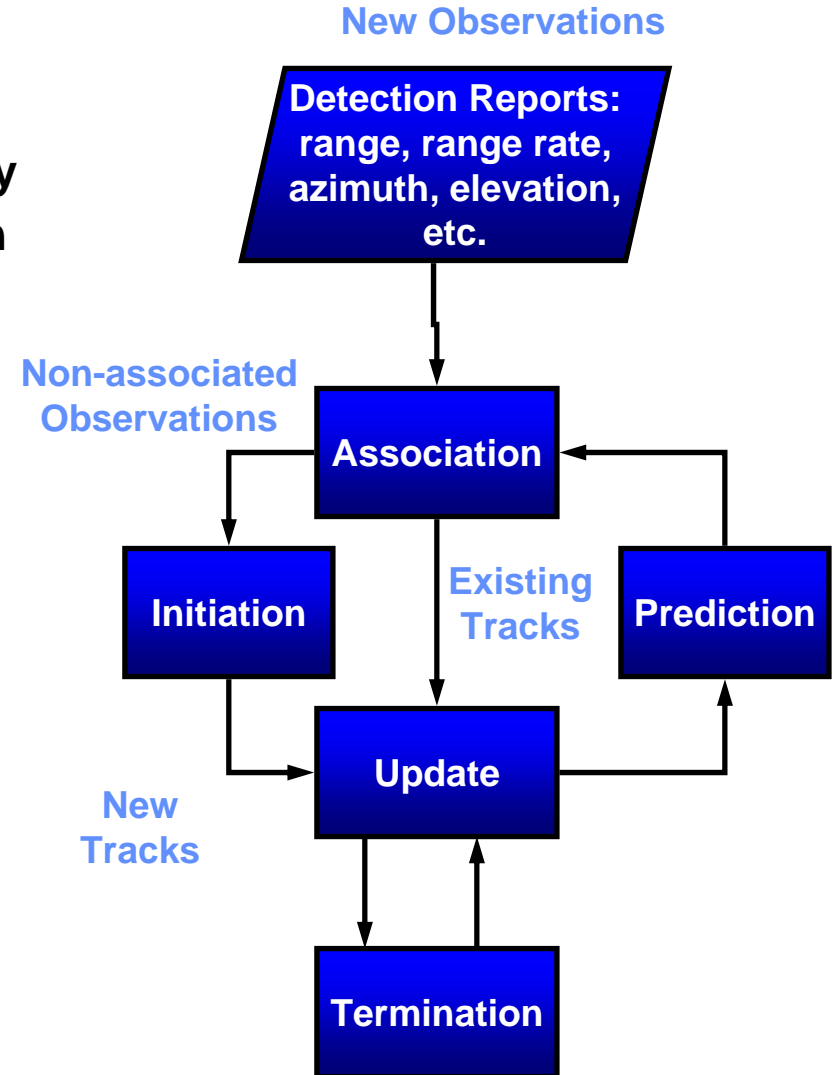 New Observations
Detection Reports:
range, range rate,
azimuth, elevation,
etc.
Non-associated
Observations
Association
Initiation
Existing
Tracks
Prediction
Update
New
Tracks
Termination